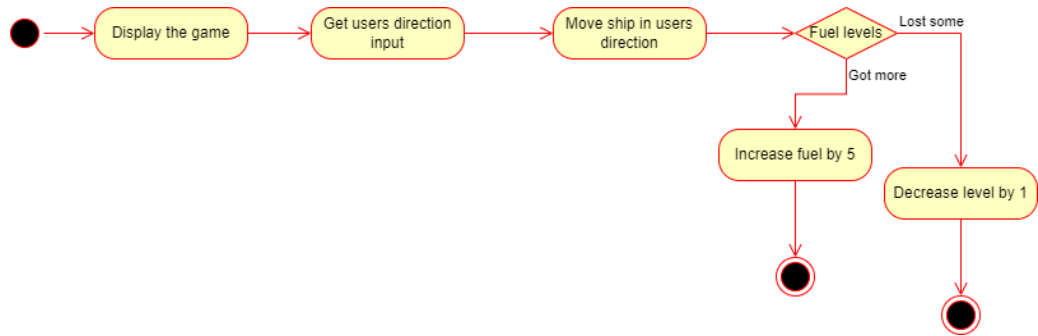 Display the game
Get users direction
input
Move ship in users
direction
Fuel levels
Lost some
Got more
Increase fuel by 5
Decrease level by 1